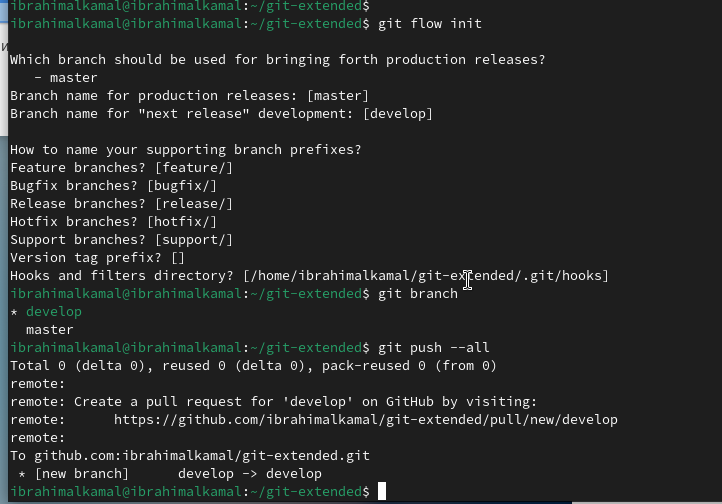 ibrahimalkamal@ibrahimalkamal:~/git-extended$
ibrahimalkamal@ibrahimalkamal:~/git-extended$ git flow init

Which branch should be used for bringing forth production releases?
   - master
Branch name for production releases: [master]
Branch name for "next release" development: [develop]

How to name your supporting branch prefixes?
Feature branches? [feature/]
Bugfix branches? [bugfix/]
Release branches? [release/]
Hotfix branches? [hotfix/]
Support branches? [support/]
Version tag prefix? []
Hooks and filters directory? [/home/ibrahimalkamal/git-extended/.git/hooks]
ibrahimalkamal@ibrahimalkamal:~/git-extended$ git branch
* develop
  master
ibrahimalkamal@ibrahimalkamal:~/git-extended$ git push --all
Total 0 (delta 0), reused 0 (delta 0), pack-reused 0 (from 0)
remote:
remote: Create a pull request for 'develop' on GitHub by visiting:
remote:      https://github.com/ibrahimalkamal/git-extended/pull/new/develop
remote:
To github.com:ibrahimalkamal/git-extended.git
 * [new branch]      develop -> develop
ibrahimalkamal@ibrahimalkamal:~/git-extended$